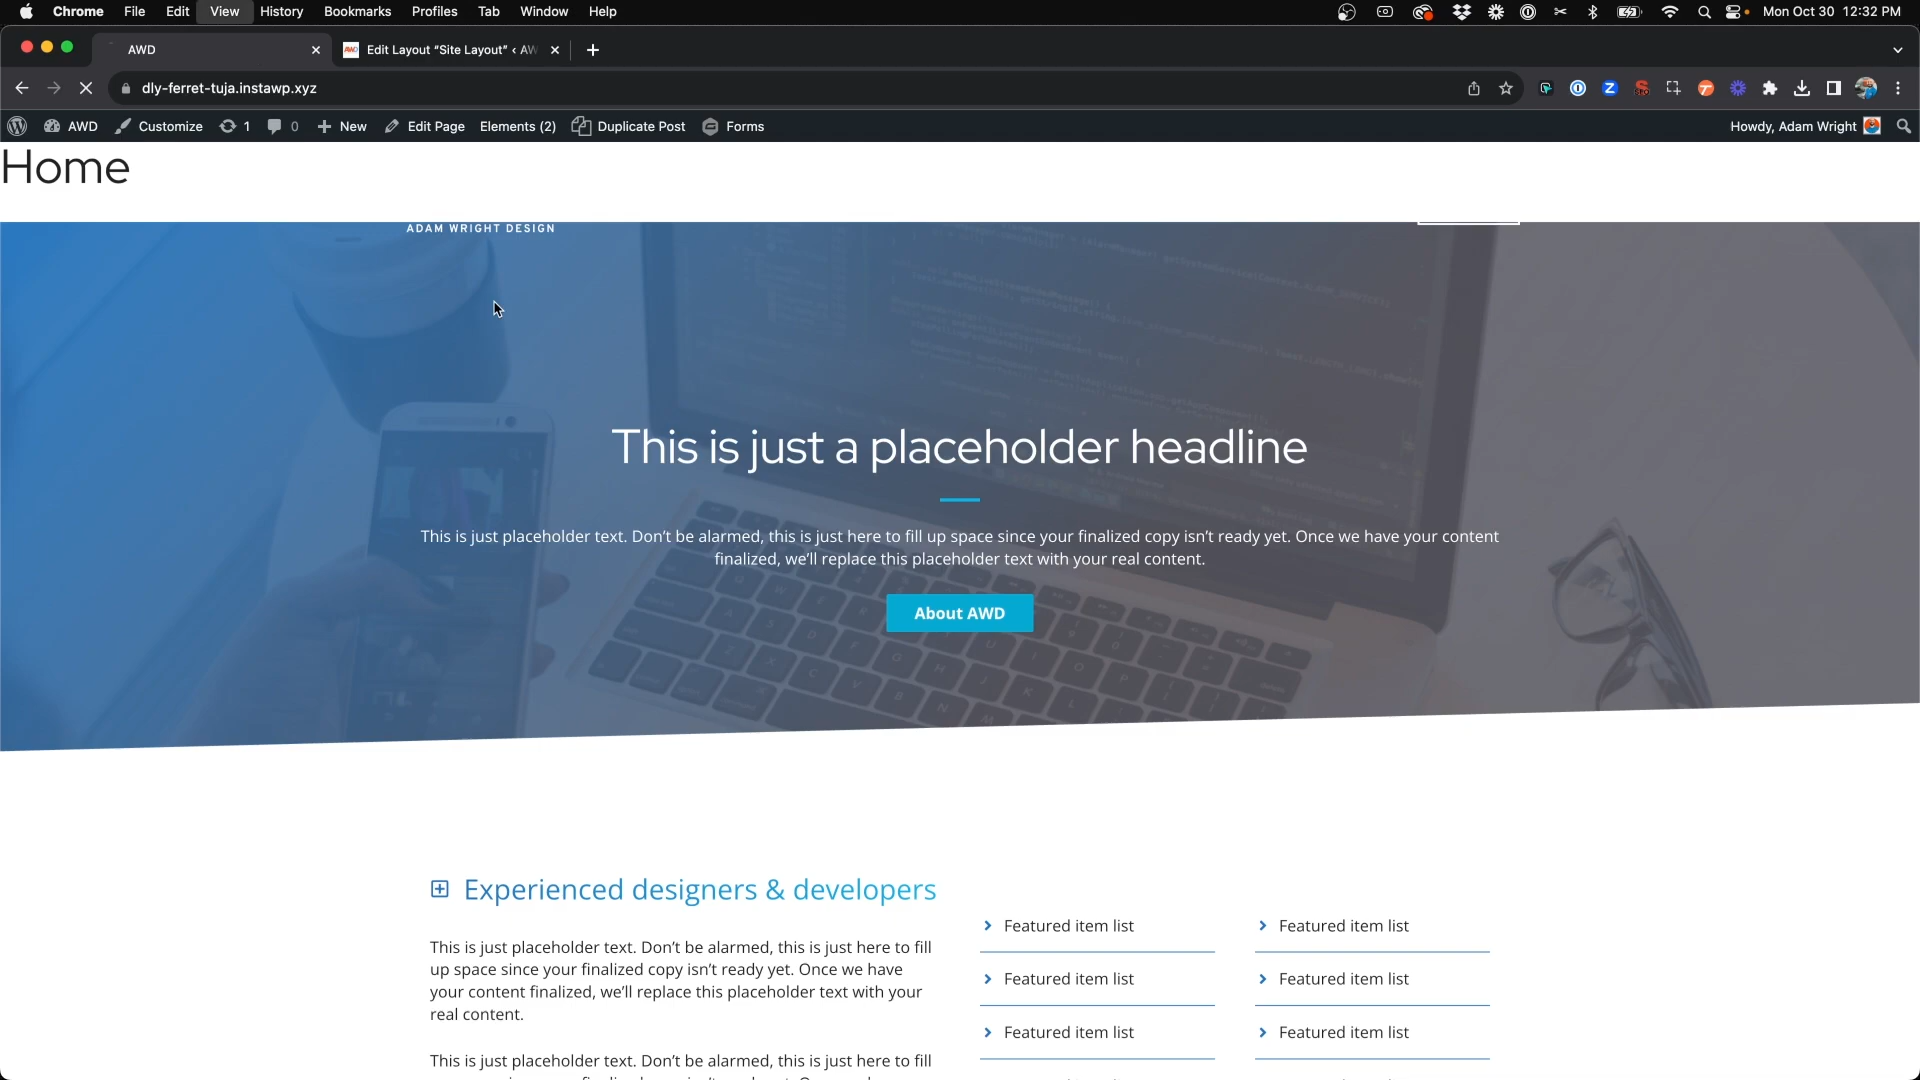 Chrome File Edit View History Bookmarks Profiles Tab Window Help
Mon Oct 30 12:32 PM
AWD
Edit Layout “Site Layout” ‹ AW
dly-ferret-tuja.instawp.xyz
AWD Customize 1 0 New Edit Page Elements (2) Duplicate Post Forms
Howdy, Adam Wright
Home
ADAM WRIGHT DESIGN
This is just a placeholder headline
This is just placeholder text. Don’t be alarmed, this is just here to fill up space since your finalized copy isn’t ready yet. Once we have your content
finalized, we’ll replace this placeholder text with your real content.
About AWD
Experienced designers & developers
This is just placeholder text. Don’t be alarmed, this is just here to fill
up space since your finalized copy isn’t ready yet. Once we have
your content finalized, we’ll replace this placeholder text with your
real content.
This is just placeholder text. Don’t be alarmed, this is just here to fill
Featured item list
Featured item list
Featured item list
Featured item list
Featured item list
Featured item list